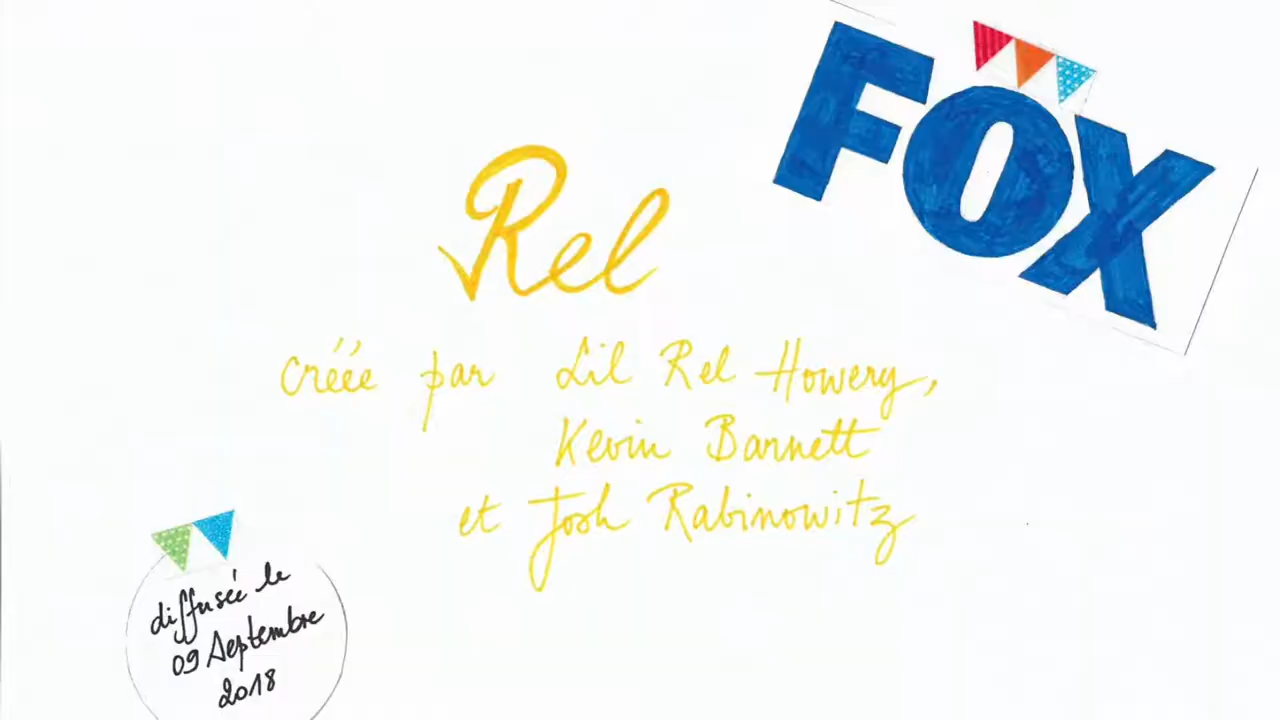 FOX
Rel
créée par Lil Rel Howery,
Kevin Barnett
et Josh Rabinowitz
diffusée le
09 Septembre
2018